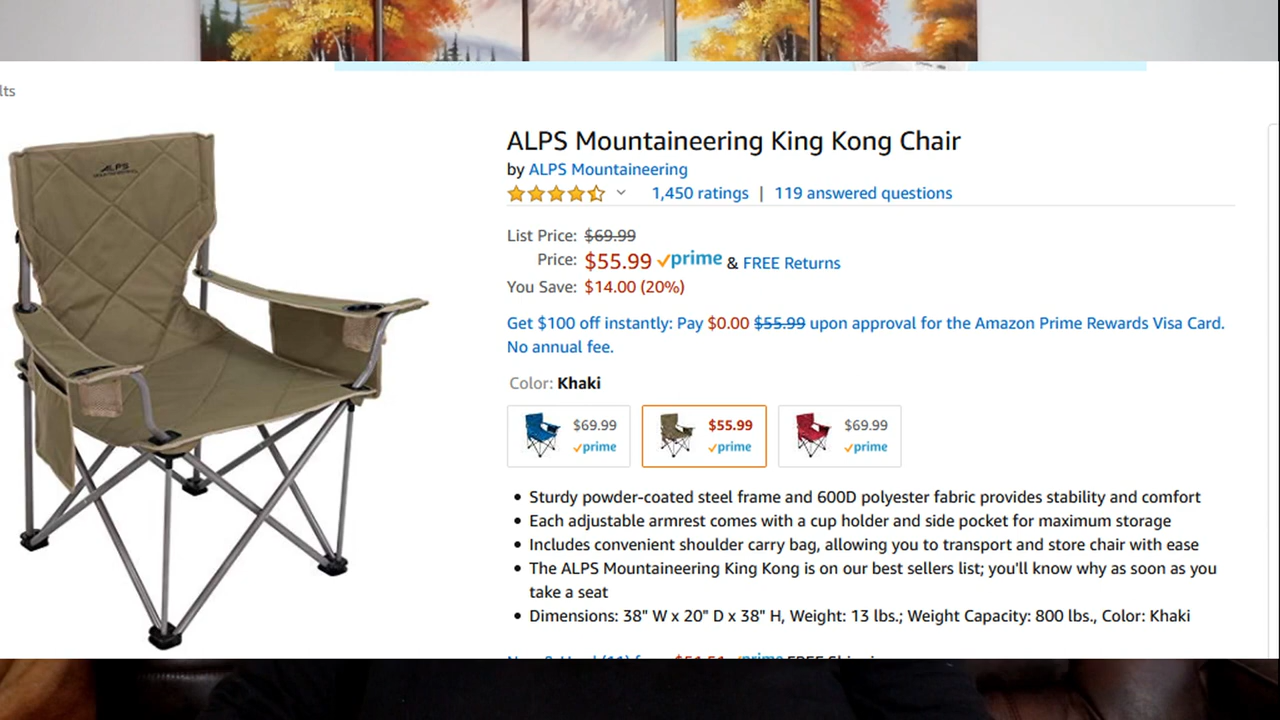 lts
ALPS
MOUNTAINEERING
ALPS Mountaineering King Kong Chair
by ALPS Mountaineering
1,450 ratings | 119 answered questions
List Price: $69.99
Price: $55.99 prime & FREE Returns
You Save: $14.00 (20%)
Get $100 off instantly: Pay $0.00 $55.99 upon approval for the Amazon Prime Rewards Visa Card.
No annual fee.
Color: Khaki
$69.99 $55.99 $69.99
prime prime prime
• Sturdy powder-coated steel frame and 600D polyester fabric provides stability and comfort
• Each adjustable armrest comes with a cup holder and side pocket for maximum storage
• Includes convenient shoulder carry bag, allowing you to transport and store chair with ease
• The ALPS Mountaineering King Kong is on our best sellers list; you'll know why as soon as you
take a seat
• Dimensions: 38" W x 20" D x 38" H, Weight: 13 lbs.; Weight Capacity: 800 lbs., Color: Khaki